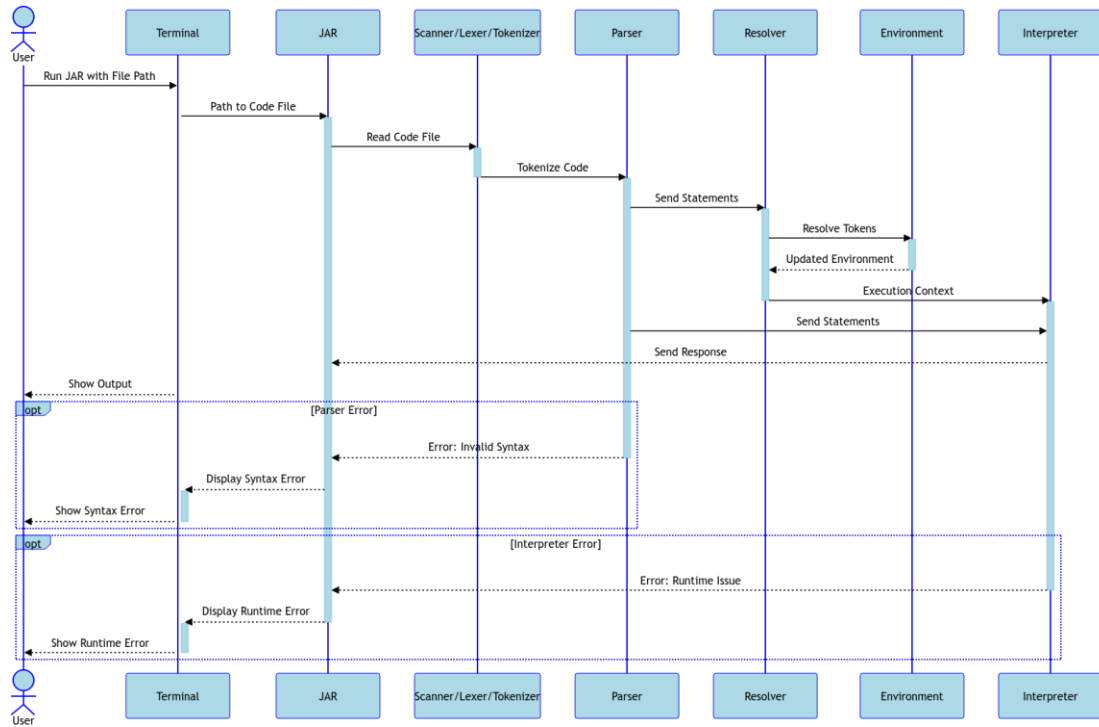 User
Terminal
JAR
Scanner/Lexer/Tokenizer
Parser
Resolver
Environment
Interpreter
Run JAR with File Path
Path to Code File
Read Code File
Tokenize Code
Send Statements
Resolve Tokens
Updated Environment
Execution Context
Send Statements
Send Response
Show Output
opt
[Parser Error]
Error: Invalid Syntax
Display Syntax Error
Show Syntax Error
opt
[Interpreter Error]
Error: Runtime Issue
Display Runtime Error
Show Runtime Error
User
Terminal
JAR
Scanner/Lexer/Tokenizer
Parser
Resolver
Environment
Interpreter